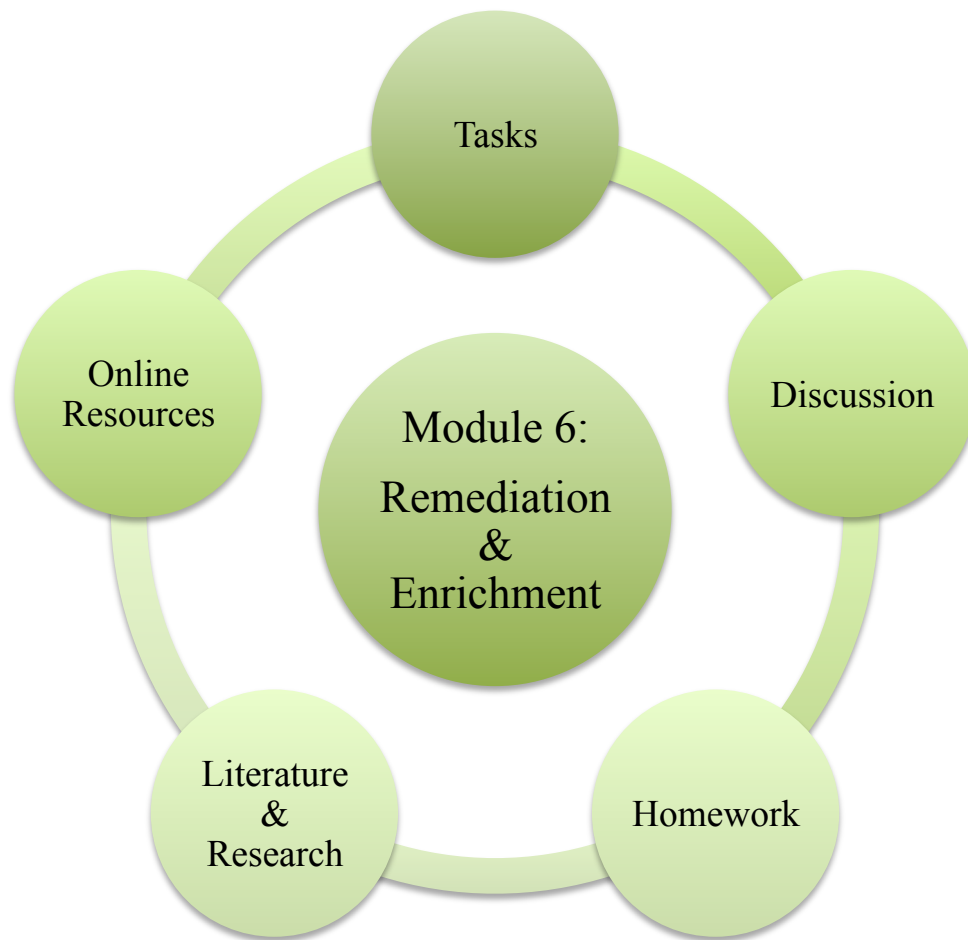 Tasks
Online
Resources
Discussion
Module 6:
Remediation
&
Enrichment
Literature
&
Research
Homework